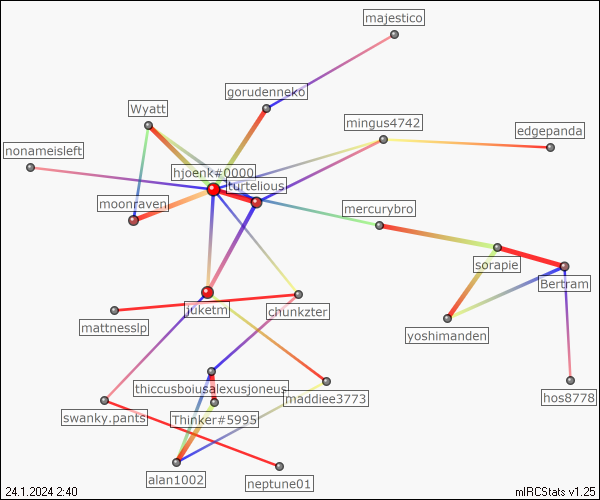 majestico
gorudenneko
Wyatt
mingus4742
edgepanda
nonameisleft
hjoenk#0000
turtelious
moonraven
mercurybro
sorapie
Bertram
juketm
chunkzter
mattnesslp
yoshimanden
thiccusboiusalexusjoneus
maddiee3773
hos8778
swanky.pants
Thinker#5995
alan1002
neptune01
24.1.2024 2:40
mIRCStats v1.25